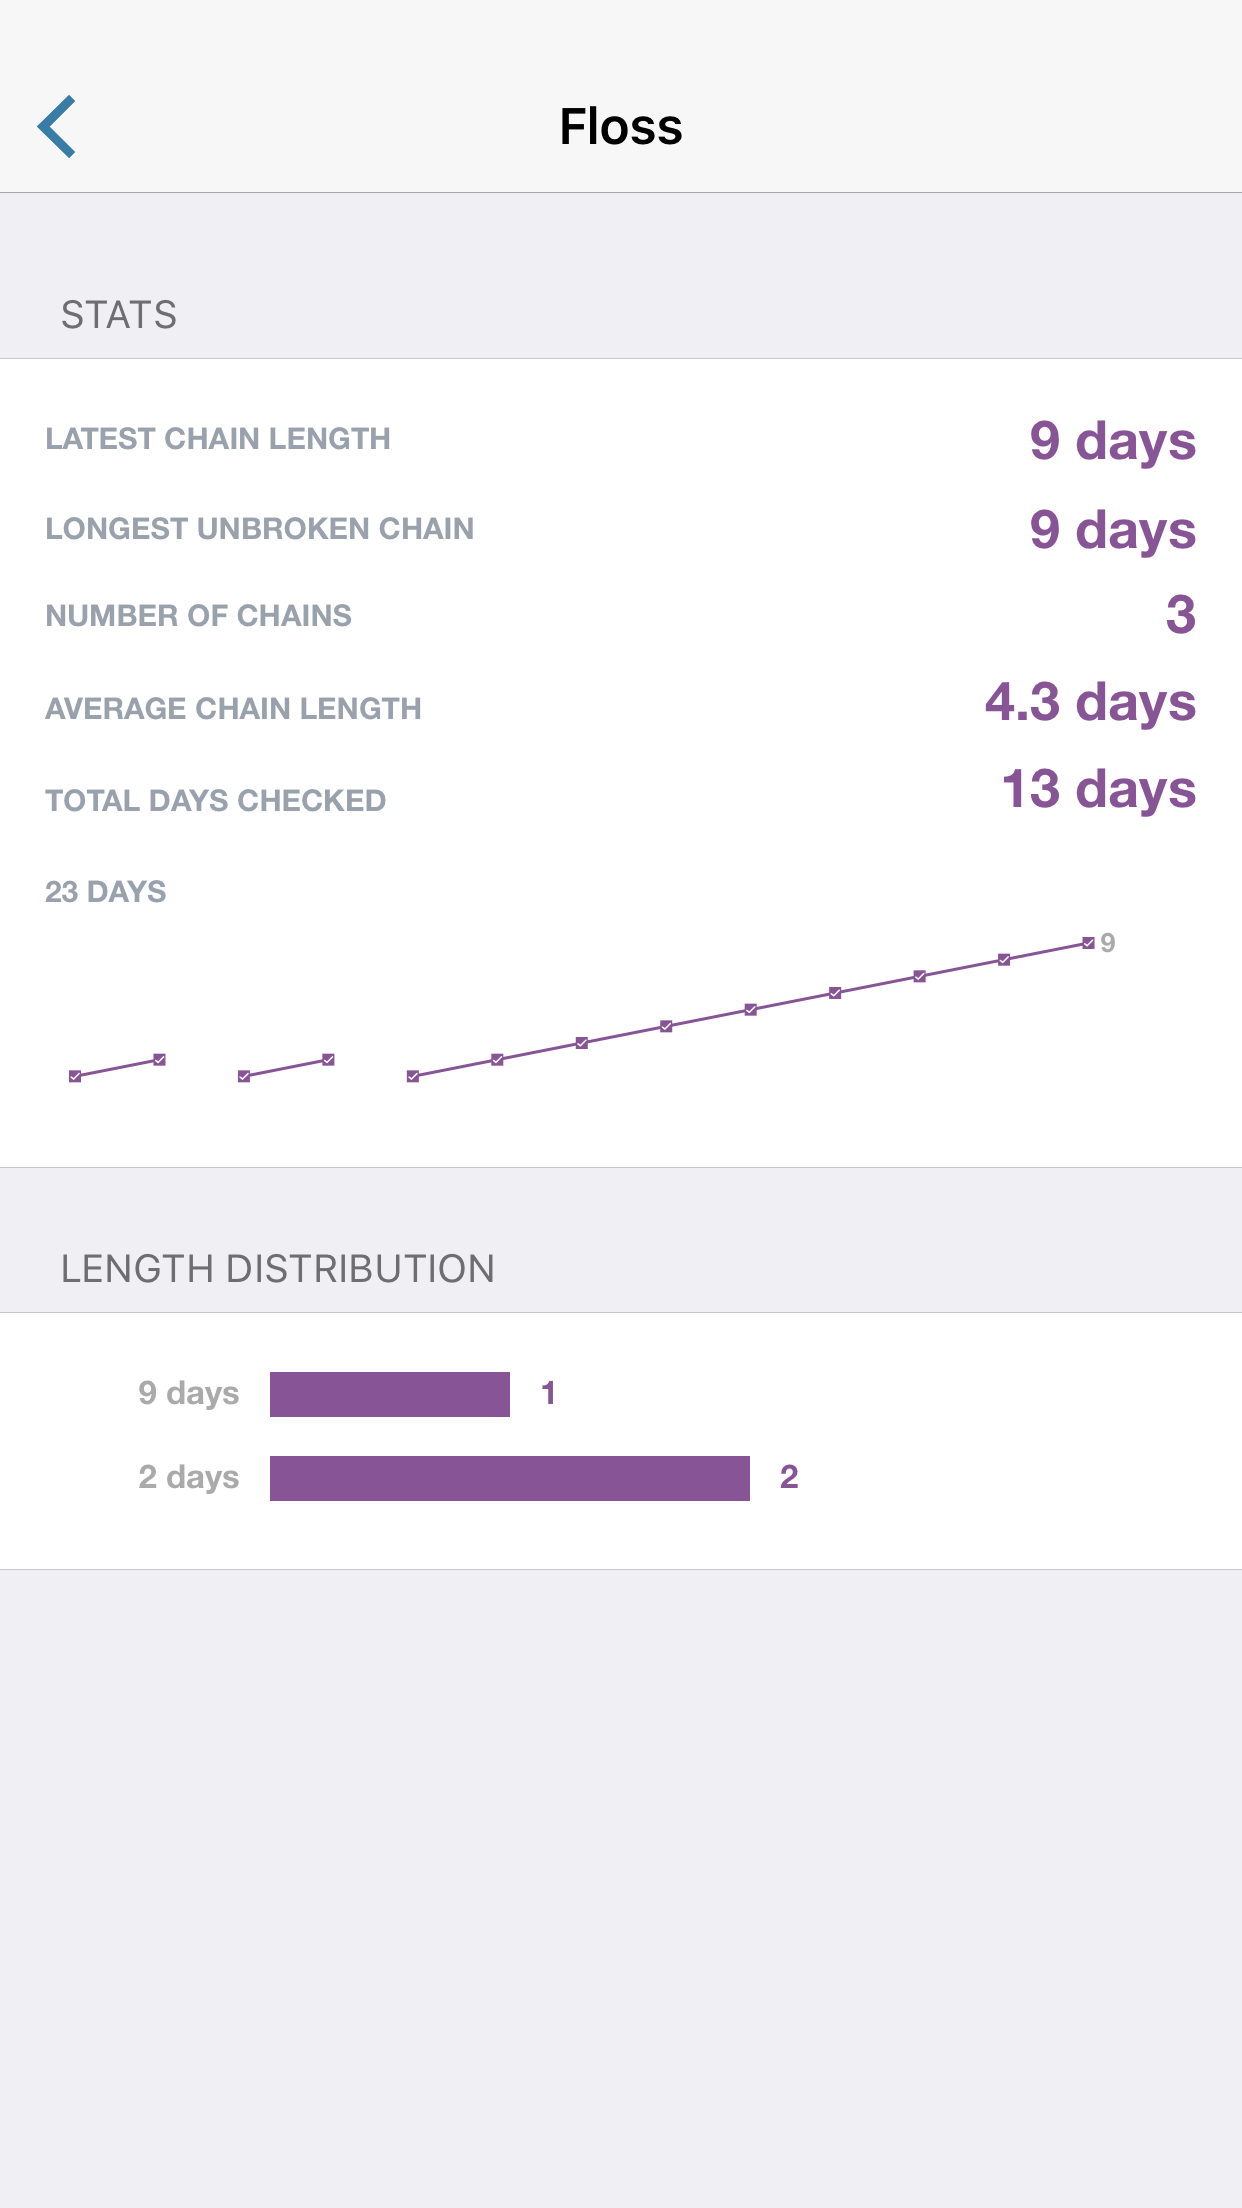 Floss
STATS
LATEST CHAIN LENGTH 9 days
LONGEST UNBROKEN CHAIN 9 days
NUMBER OF CHAINS 3
AVERAGE CHAIN LENGTH 4.3 days
TOTAL DAYS CHECKED 13 days
23 DAYS
9
LENGTH DISTRIBUTION
9 days 1
2 days 2